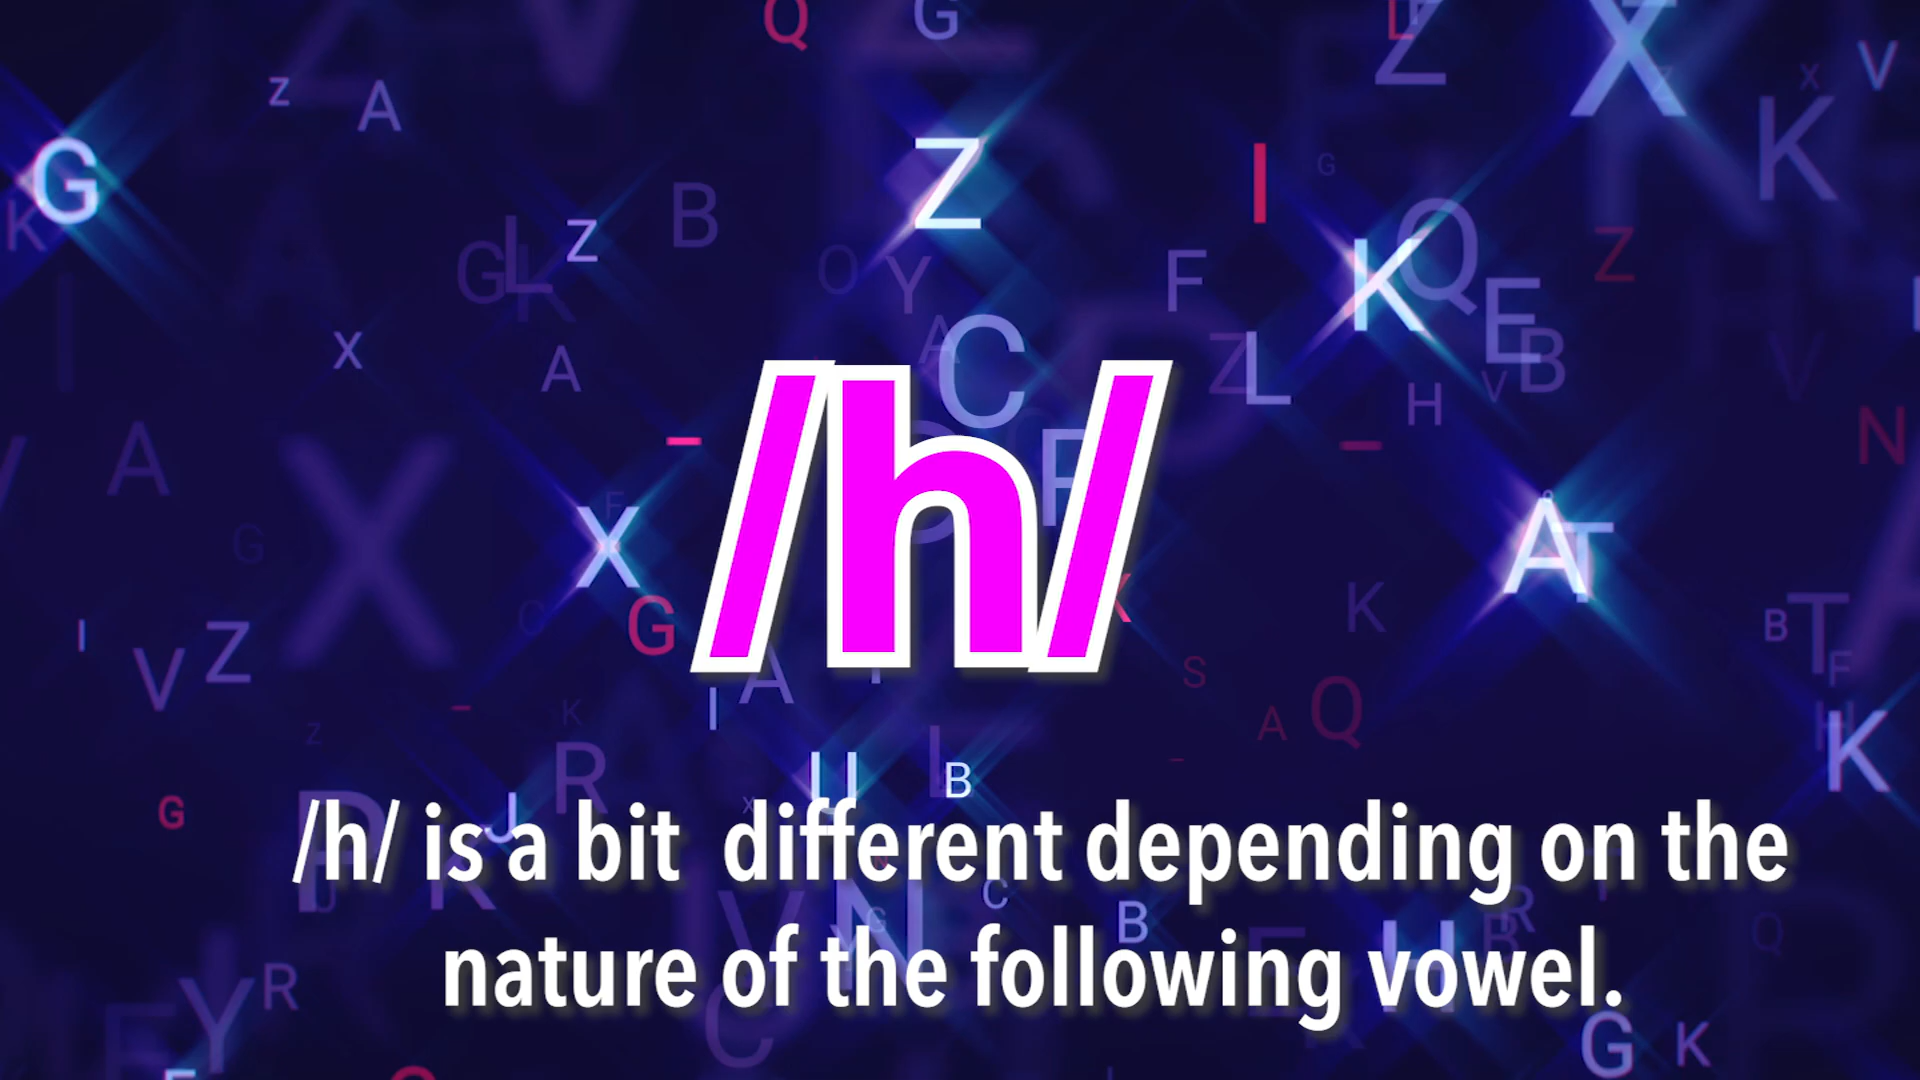 /h/
/h/ is a bit  different depending on the
nature of the following vowel.